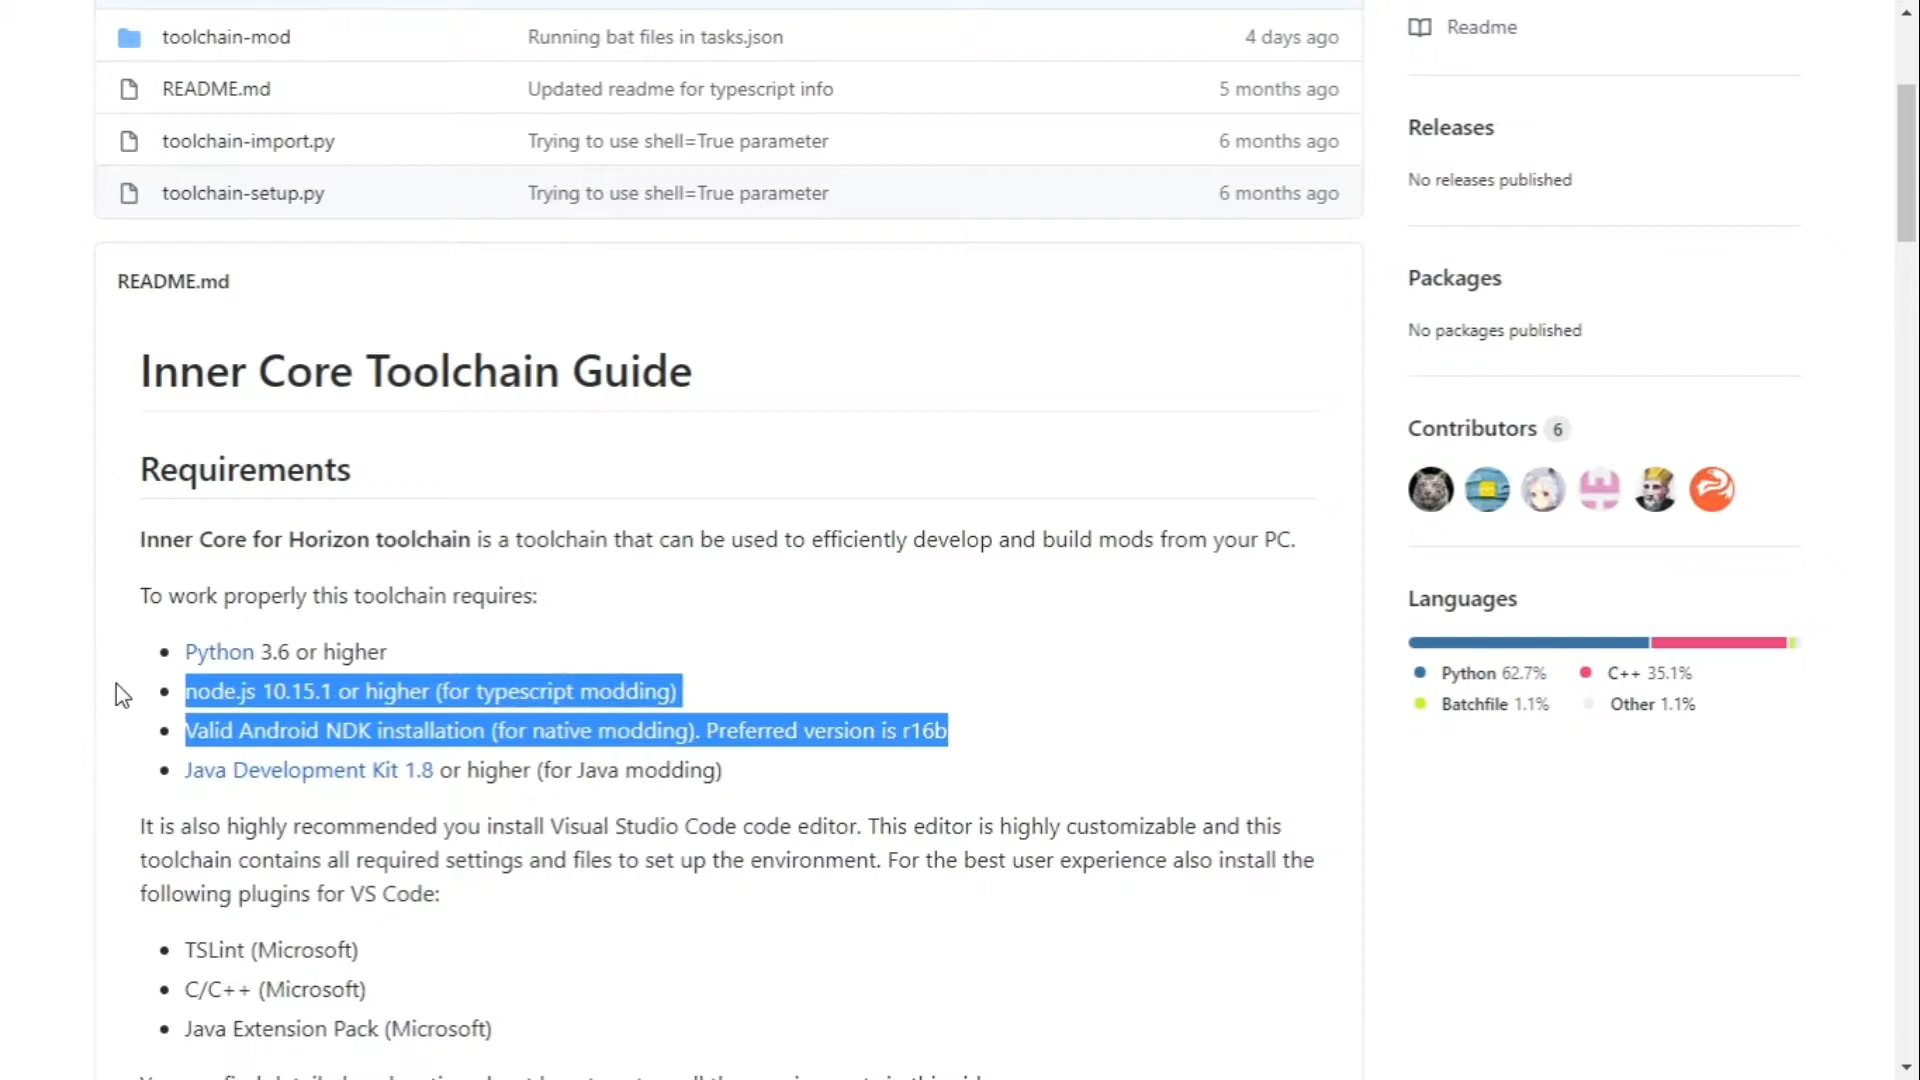 toolchain-mod Running bat files in tasks.json 4 days ago
README.md Updated readme for typescript info 5 months ago
toolchain-import.py Trying to use shell=True parameter 6 months ago
toolchain-setup.py Trying to use shell=True parameter 6 months ago
README.md
Inner Core Toolchain Guide
Requirements
Inner Core for Horizon toolchain is a toolchain that can be used to efficiently develop and build mods from your PC.
To work properly this toolchain requires:
Python 3.6 or higher
node.js 10.15.1 or higher (for typescript modding)
Valid Android NDK installation (for native modding). Preferred version is r16b
Java Development Kit 1.8 or higher (for Java modding)
It is also highly recommended you install Visual Studio Code code editor. This editor is highly customizable and this
toolchain contains all required settings and files to set up the environment. For the best user experience also install the
following plugins for VS Code:
TSLint (Microsoft)
C/C++ (Microsoft)
Java Extension Pack (Microsoft)
Readme
Releases
No releases published
Packages
No packages published
Contributors 6
Languages
Python 62.7% C++ 35.1%
Batchfile 1.1% Other 1.1%